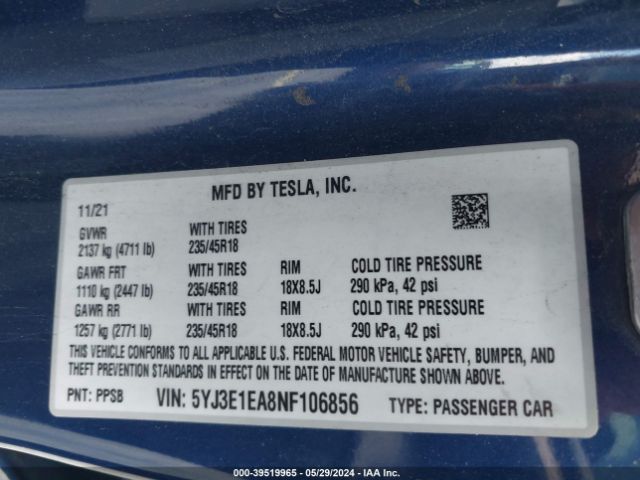 MFD BY TESLA, INC.
11/21
GVWR WITH TIRES
2137 kg (4711 lb) 235/45R18
GAWR FRT WITH TIRES RIM COLD TIRE PRESSURE
1110 kg (2447 lb) 235/45R18 18X8.5J 290 kPa, 42 psi
GAWR RR WITH TIRES RIM COLD TIRE PRESSURE
1257 kg (2771 lb) 235/45R18 18X8.5J 290 kPa, 42 psi
THIS VEHICLE CONFORMS TO ALL APPLICABLE U.S. FEDERAL MOTOR VEHICLE SAFETY, BUMPER, AND
THEFT PREVENTION STANDARDS IN EFFECT ON THE DATE OF MANUFACTURE SHOWN ABOVE.
PNT: PPSB VIN: 5YJ3E1EA8NF106856 TYPE: PASSENGER CAR
000-39519965 - 05/29/2024 - IAA Inc.